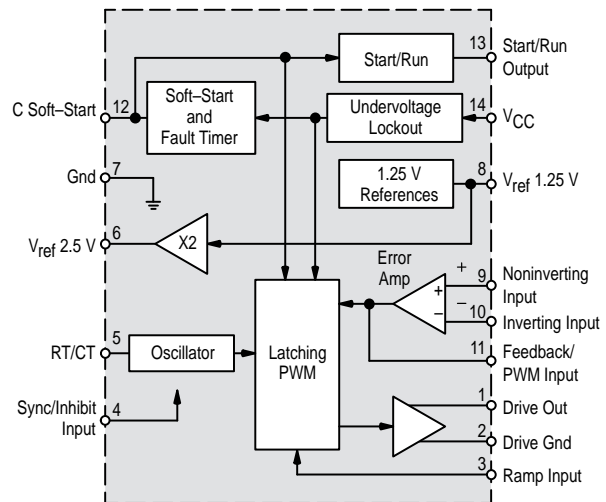 13
Start/Run
Output
Start/Run
C Soft–Start
12
Soft–Start
and
Fault Timer
Undervoltage
Lockout
14
VCC
7
Gnd
1.25 V
References
8
Vref 1.25 V
6
Vref 2.5 V
X2
Error
Amp
+
+
9
Noninverting
Input
–
–
10
Inverting Input
5
RT/CT
Oscillator
Latching
PWM
11
Feedback/
PWM Input
Sync/Inhibit
Input
4
1
Drive Out
2
Drive Gnd
3
Ramp Input